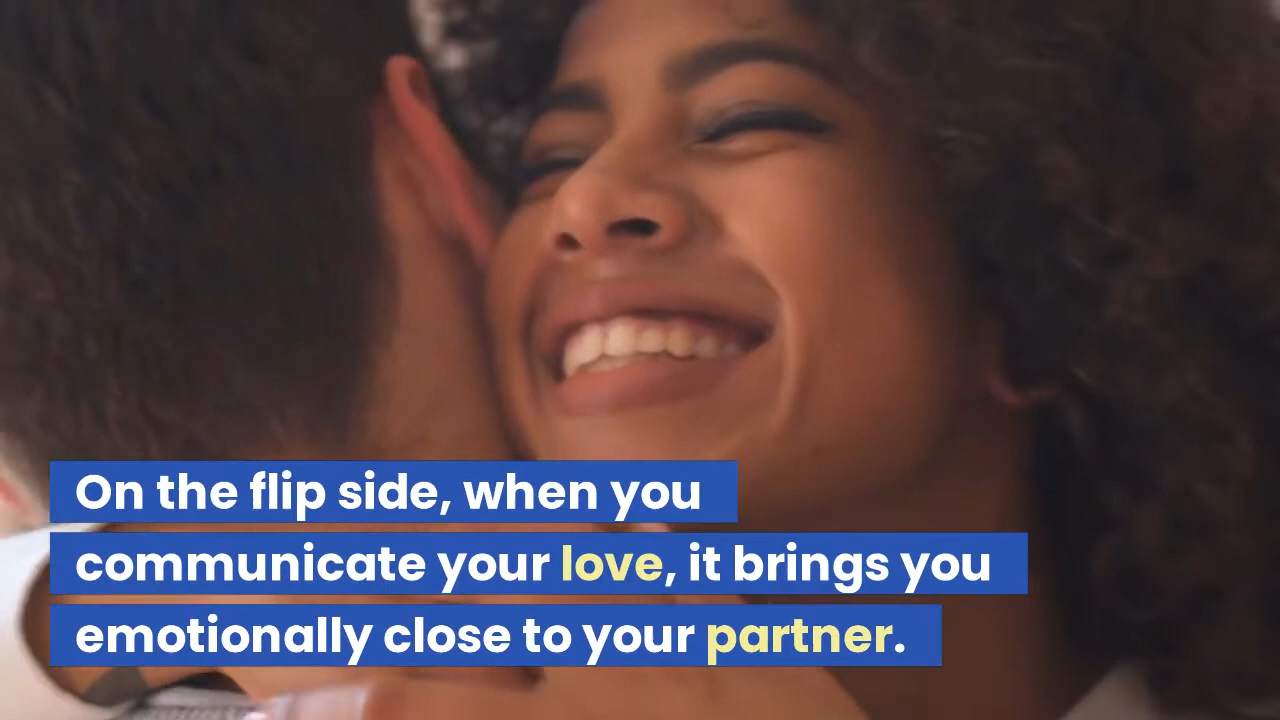 On the flip side, when you
communicate your love, it brings you
emotionally close to your partner.